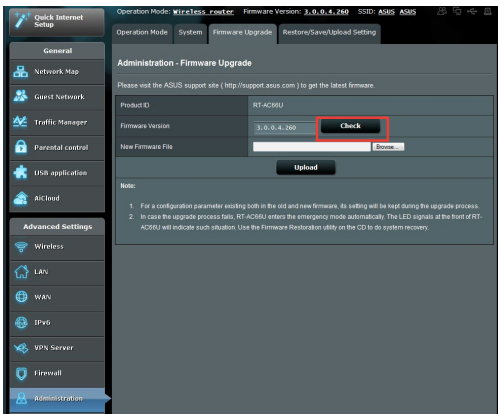 Operation Mode: Wireless router Firmware Version: 3.0.0.4.260 SSID: ASUS ASUS
Quick Internet
Setup
Operation Mode System Firmware Upgrade Restore/Save/Upload Setting
General
Network Map
Guest Network
Traffic Manager
Parental control
USB application
AiCloud
Advanced Settings
Wireless
LAN
WAN
IPv6
VPN Server
Firewall
Administration
Administration - Firmware Upgrade
Please visit the ASUS support site ( http://support.asus.com ) to get the latest firmware.
Product ID RT-AC66U
Firmware Version 3.0.0.4.260 Check
New Firmware File Browse...
Upload
Note:
1. For a configuration parameter existing both in the old and new firmware, its setting will be kept during the upgrade process.
2. In case the upgrade process fails, RT-AC66U enters the emergency mode automatically. The LED signals at the front of RT-
AC66U will indicate such situation. Use the Firmware Restoration utility on the CD to do system recovery.